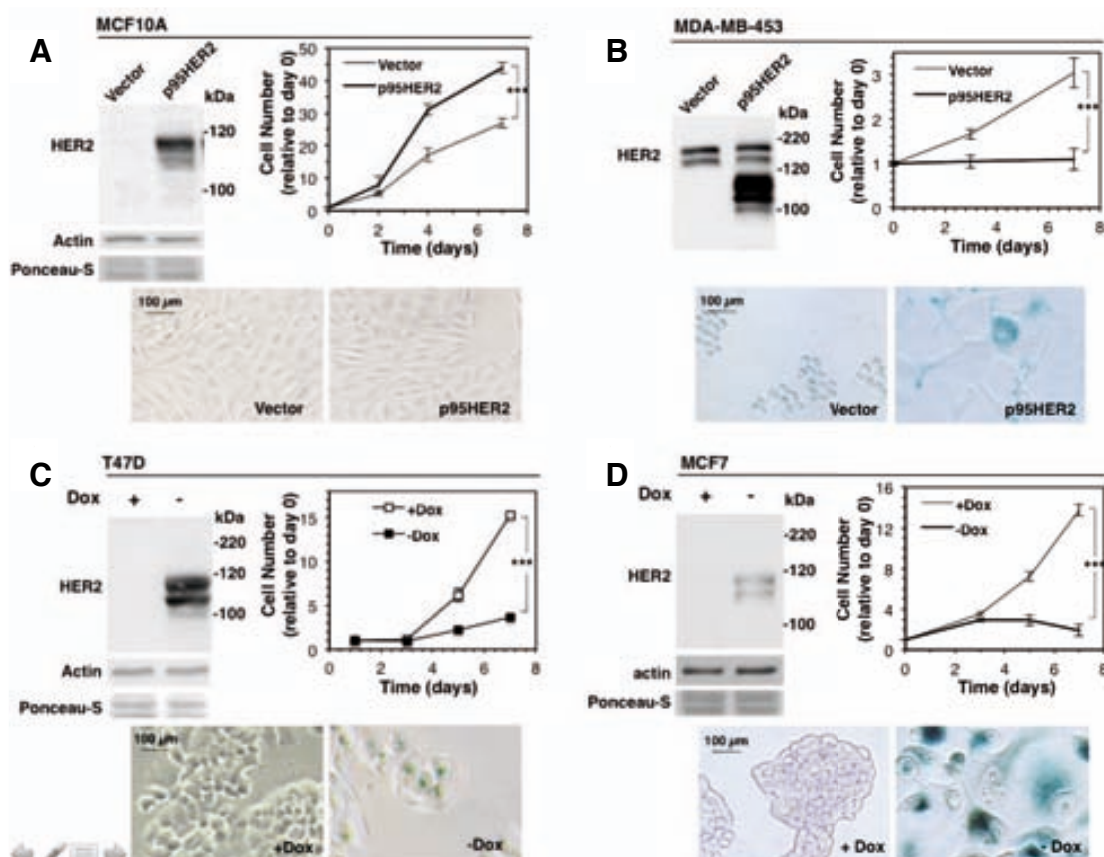 A
MCF10A
Vector
p95HER2
kDa
HER2
-120
-100
Actin
Ponceau-S
Cell Number
(relative to day 0)
50
40
30
20
10
0
Vector
p95HER2
***
0 2 4 6 8
Time (days)
100 µm
Vector
p95HER2
B
MDA-MB-453
Vector
p95HER2
kDa
HER2
-220
-120
-100
Cell Number
(relative to day 0)
3
2
1
0
Vector
p95HER2
***
0 2 4 6 8
Time (days)
100 µm
Vector
p95HER2
C
T47D
Dox + -
kDa
-220
HER2
-120
-100
Actin
Ponceau-S
Cell Number
(relative to day 0)
15
10
5
0
+Dox
-Dox
***
0 2 4 6 8
Time (days)
100 µm
+Dox
-Dox
D
MCF7
Dox + -
kDa
-220
HER2
-120
-100
actin
Ponceau-S
Cell Number
(relative to day 0)
16
12
8
4
0
+Dox
-Dox
***
0 2 4 6 8
Time (days)
100 µm
+ Dox
- Dox